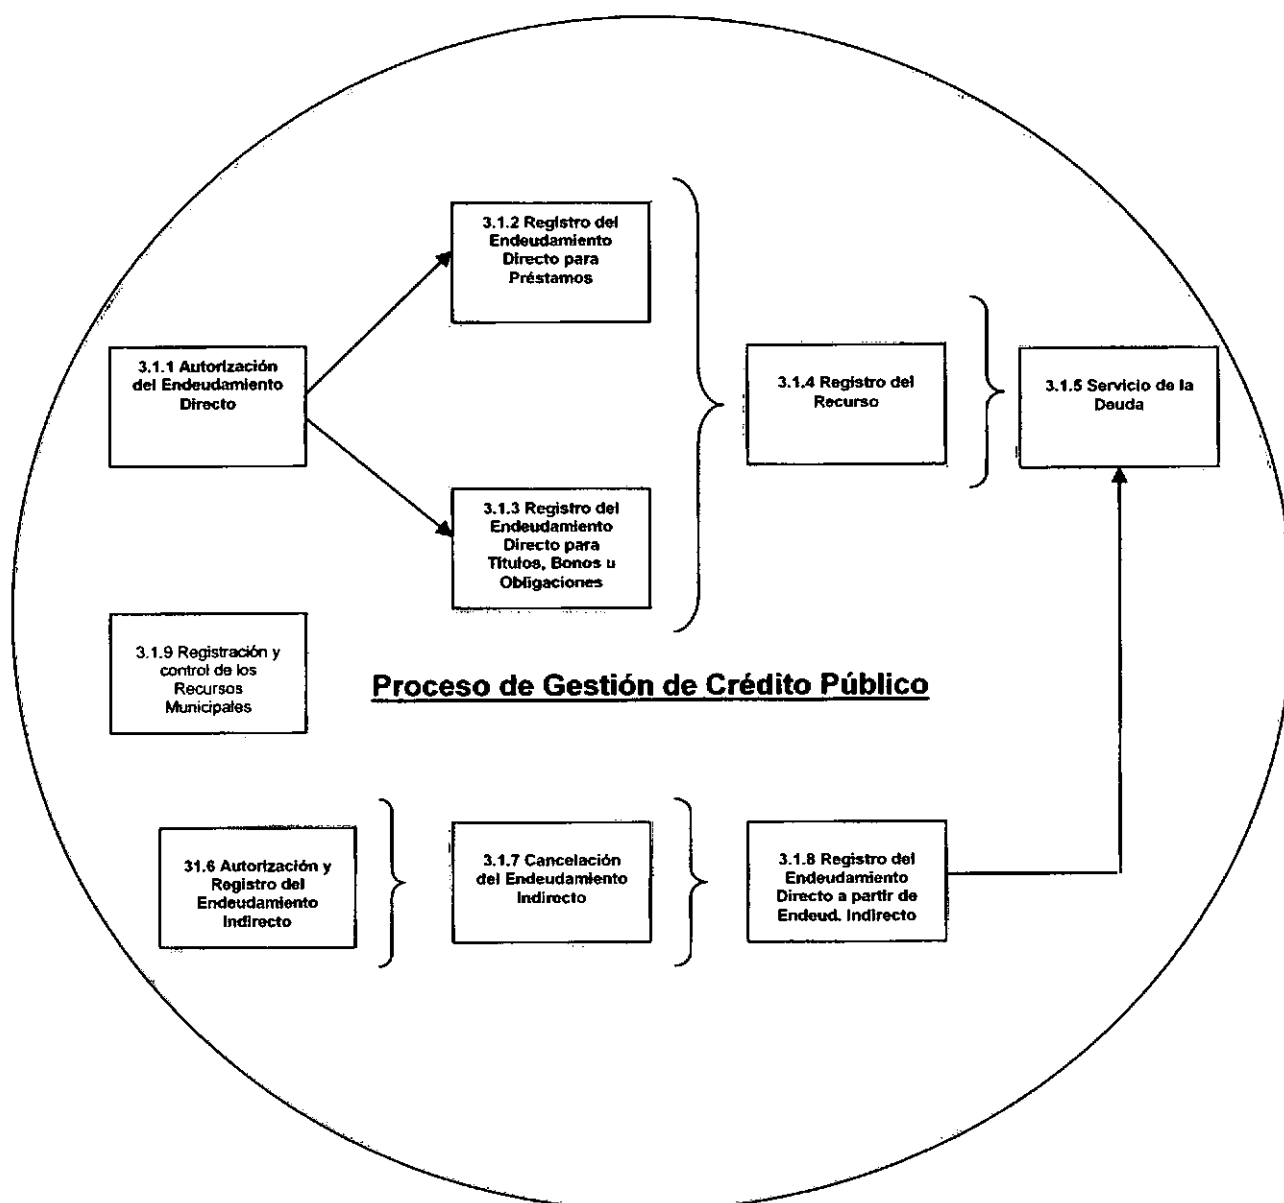 3.1.2 Registro del
Endeudamiento
Directo para
Préstamos
3.1.1 Autorización
del Endeudamiento
Directo
3.1.4 Registro del
Recurso
3.1.5 Servicio de la
Deuda
3.1.3 Registro del
Endeudamiento
Directo para
Títulos, Bonos u
Obligaciones
3.1.9 Registración y
control de los
Recursos
Municipales
Proceso de Gestión de Crédito Público
31.6 Autorización y
Registro del
Endeudamiento
Indirecto
3.1.7 Cancelación
del Endeudamiento
Indirecto
3.1.8 Registro del
Endeudamiento
Directo a partir de
Endeud. Indirecto